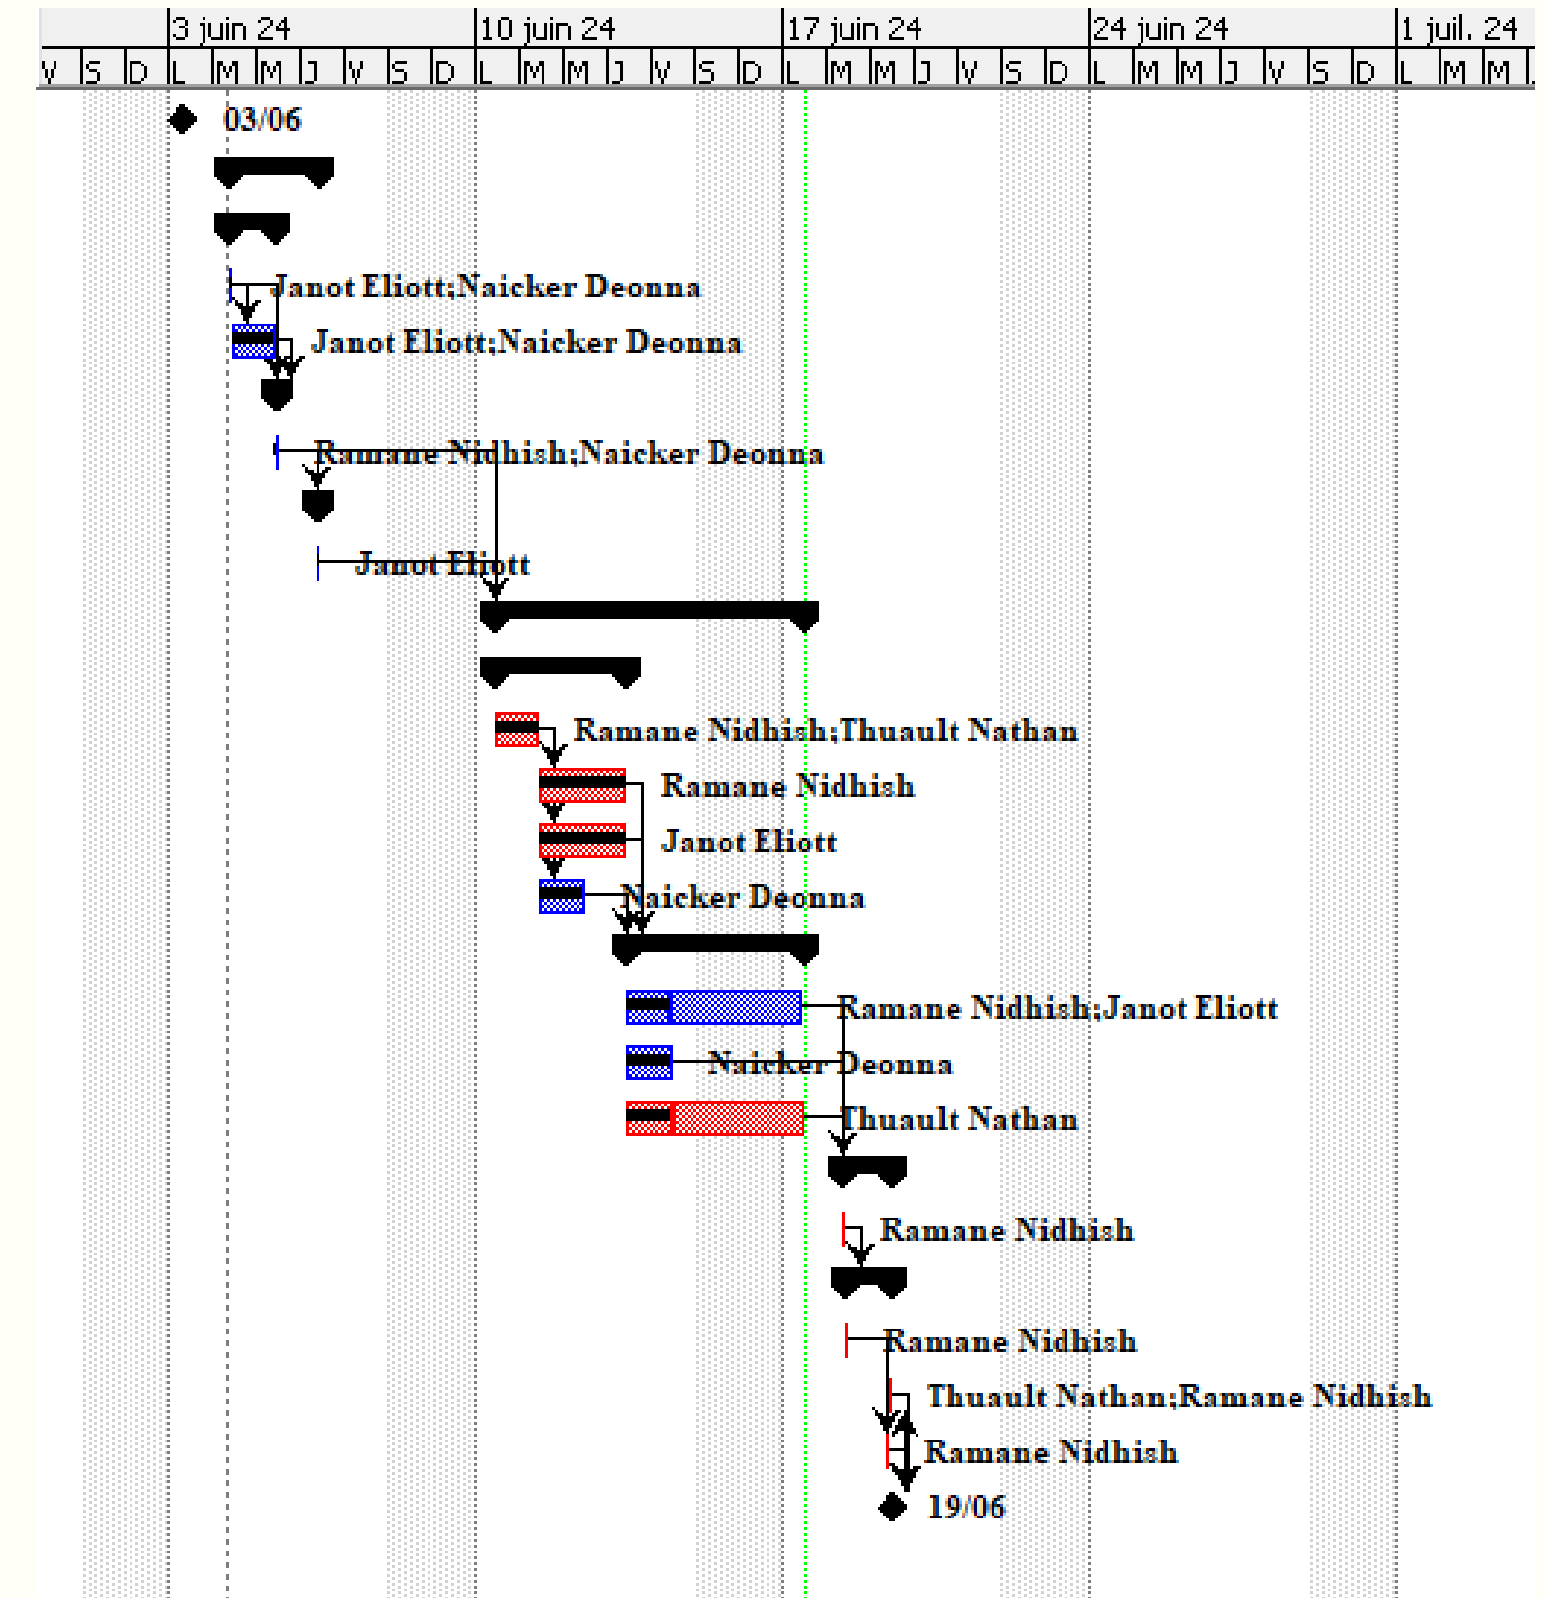 3 juin 24 10 juin 24 17 juin 24 24 juin 24 1 juil. 24
V S D L M M J V S D L M M J V S D L M M J V S D L M M J V S D L M M
03/06
Janot Eliott;Naicker Deonna
Janot Eliott;Naicker Deonna
Ramane Nidhish;Naicker Deonna
Janot Eliott
Ramane Nidhish;Thuault Nathan
Ramane Nidhish
Janot Eliott
Naicker Deonna
Ramane Nidhish;Janot Eliott
Naicker Deonna
Thuault Nathan
Ramane Nidhish
Ramane Nidhish
Thuault Nathan;Ramane Nidhish
Ramane Nidhish
19/06